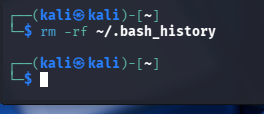 ┌──(kali㉿kali)-[~]
└─$ rm -rf ~/.bash_history
┌──(kali㉿kali)-[~]
└─$